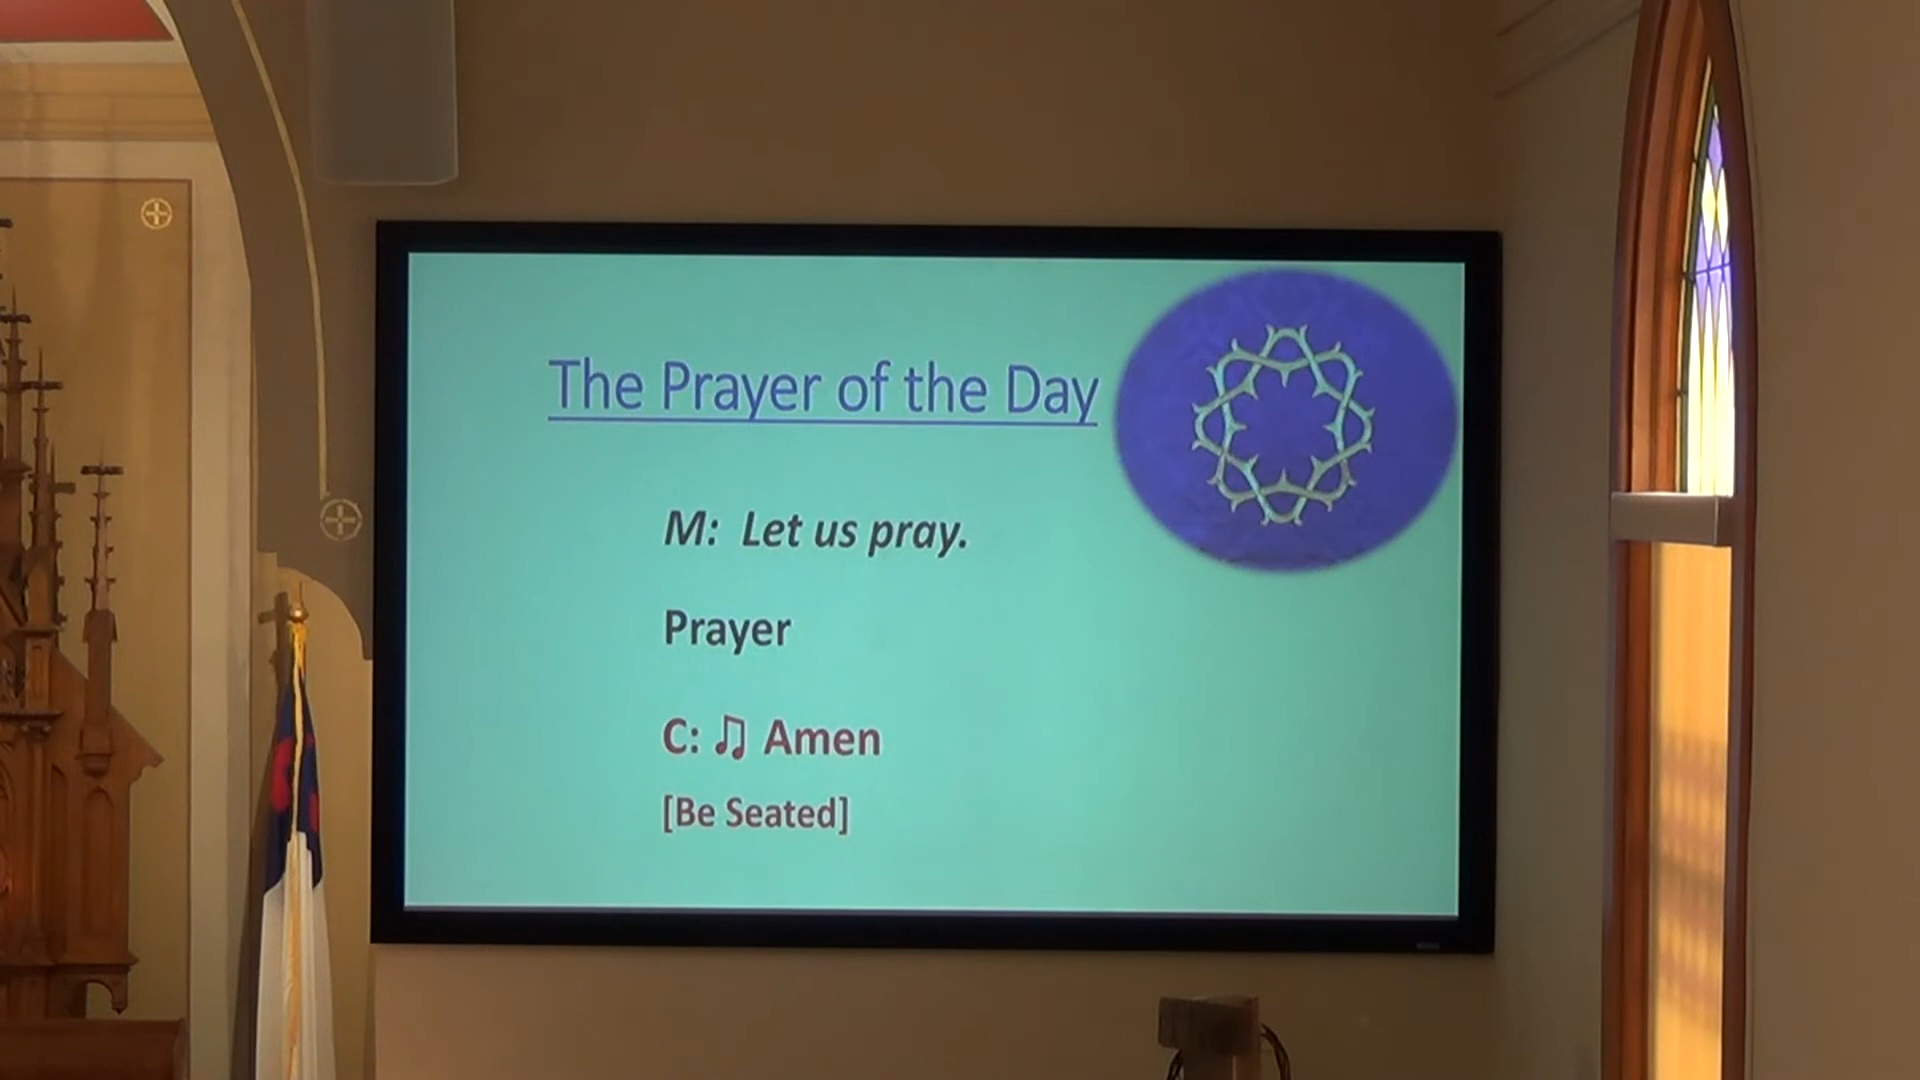 The Prayer of the Day
M: Let us pray.
Prayer
C: ♫ Amen
[Be Seated]